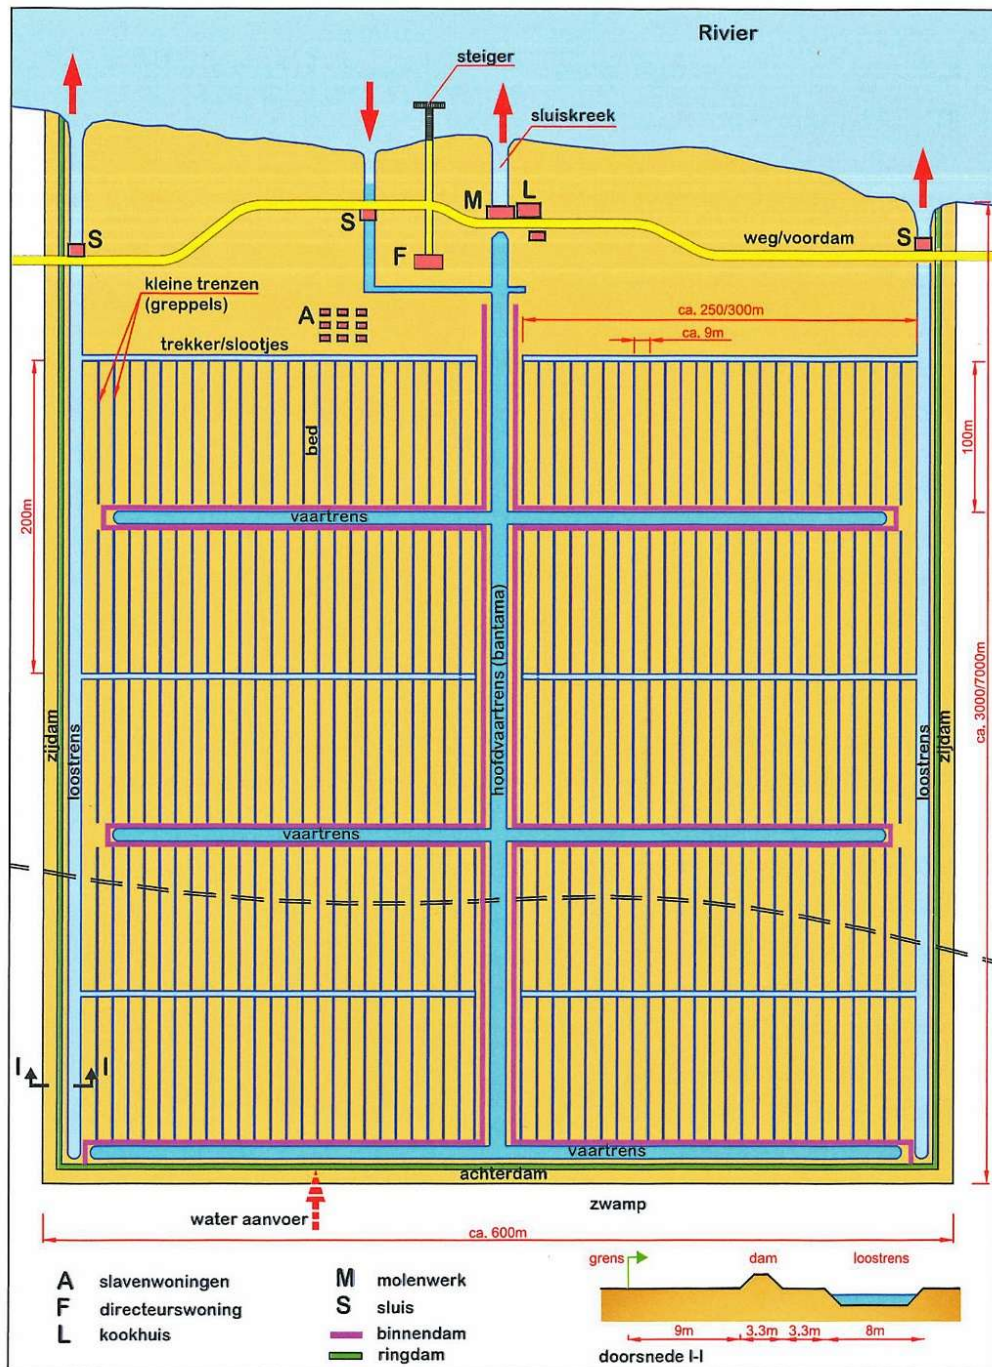 Rivier
steiger
sluiskreek
M
L
S
S
S
F
weg/voordam
kleine trenzen
(greppels)
A
ca. 250/300m
ca. 9m
trekker/slootjes
bed
100m
200m
vaartrens
hoofdvaartrens (bantama)
ca. 3000/7000m
zijdam
loostrens
loostrens
zijdam
vaartrens
I
I
vaartrens
achterdam
water aanvoer
zwamp
ca. 600m
A slavenwoningen
F directeurswoning
L kookhuis
M molenwerk
S sluis
binnendam
ringdam
grens
dam
loostrens
9m
3.3m
3.3m
8m
doorsnede I-I